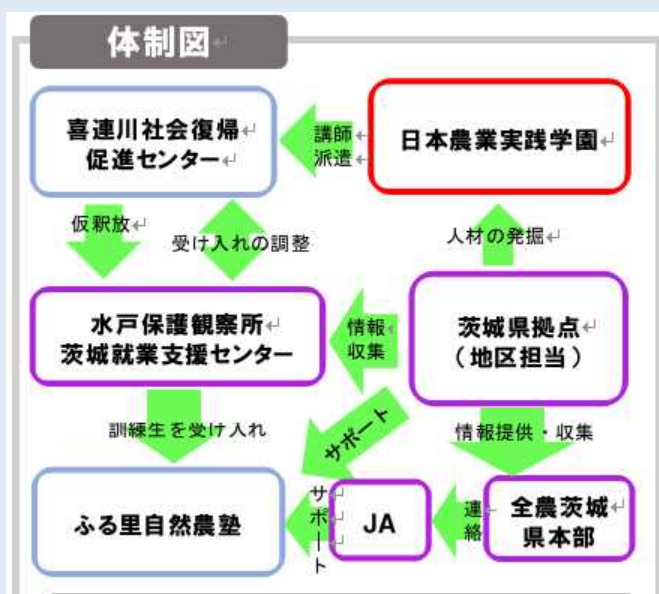 体制図
喜連川社会復帰
促進センター
講師
派遣
日本農業実践学園
仮釈放
受け入れの調整
人材の発掘
水戸保護観察所
茨城就業支援センター
情報
収集
茨城県拠点
（地区担当）
訓練生を受け入れ
サポート
情報提供・収集
ふる里自然農塾
サポート
JA
連絡
全農茨城
県本部